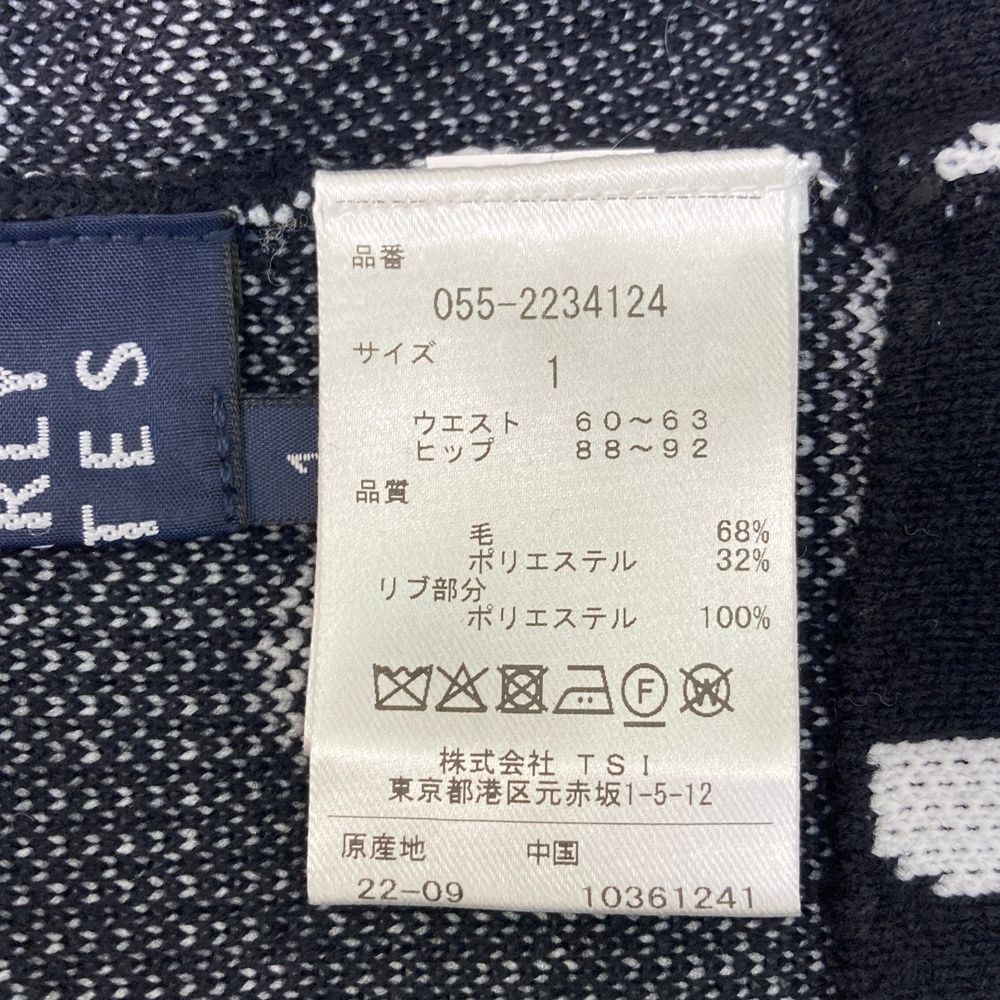 品番
055-2234124
サイズ
1
ウエスト 60～63
ヒップ 88～92
品質
毛 68%
ポリエステル 32%
リブ部分
ポリエステル 100%
F
W
株式会社 TSI
東京都港区元赤坂1-5-12
原産地 中国
22-09 10361241
RLY
TES
1